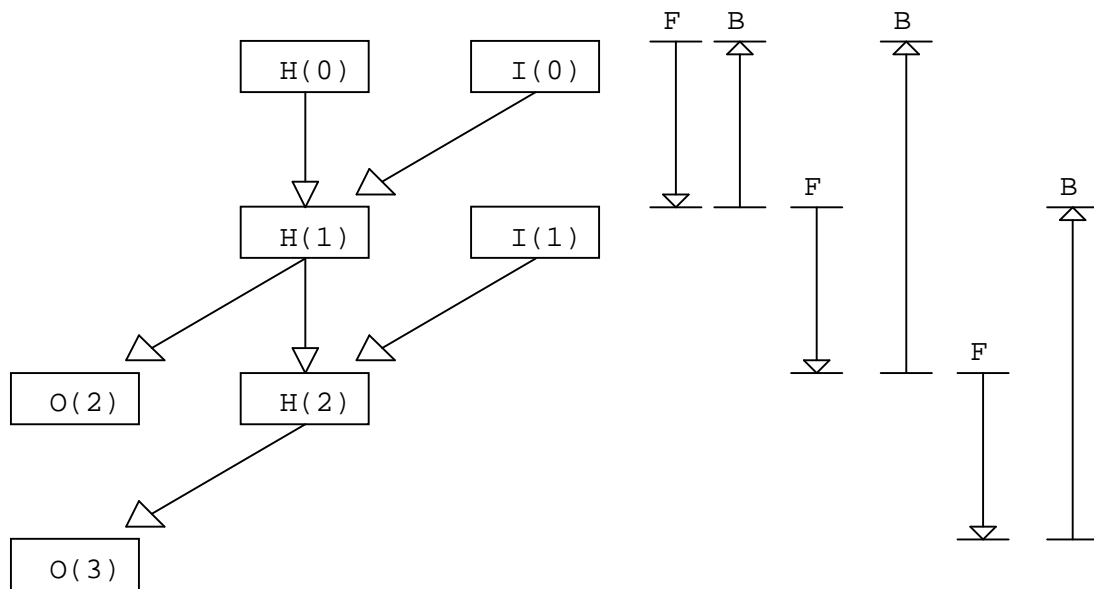 F B B
H(0) I(0)
F B
H(1) I(1)
F
O(2) H(2)
O(3)